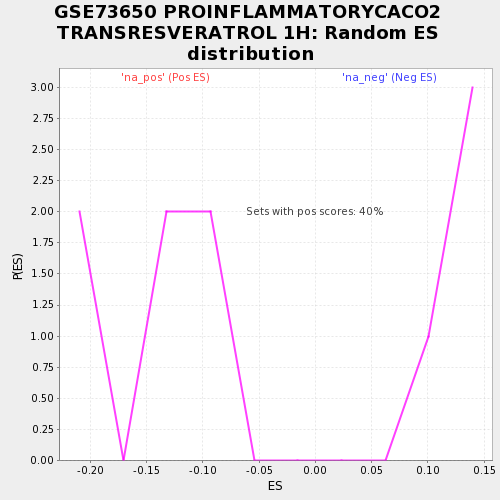 GSE73650 PROINFLAMMATORYCACO2
TRANSRESVERATROL 1H: Random ES
distribution
'na_pos' (Pos ES)
'na_neg' (Neg ES)
Sets with pos scores: 40%
P(ES)
3.00
2.75
2.50
2.25
2.00
1.75
1.50
1.25
1.00
0.75
0.50
0.25
0.00
-0.20 -0.15 -0.10 -0.05 0.00 0.05 0.10 0.15
ES